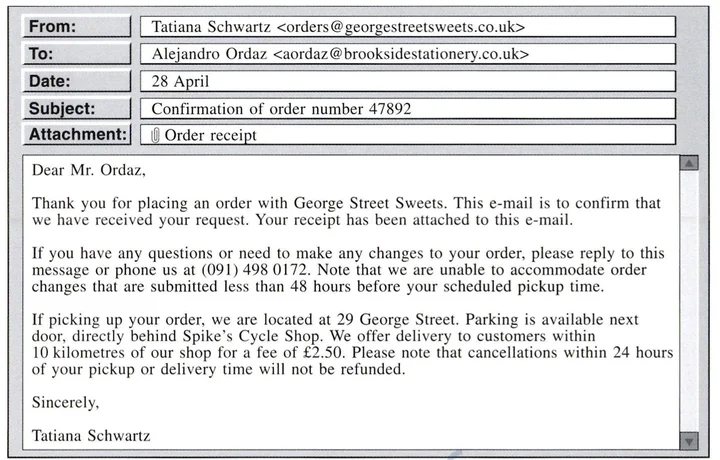 From: Tatiana Schwartz <orders@georgestreetsweets.co.uk>
To: Alejandro Ordaz <aordaz@brooksidestationery.co.uk>
Date: 28 April
Subject: Confirmation of order number 47892
Attachment: Order receipt
Dear Mr. Ordaz,
Thank you for placing an order with George Street Sweets. This e-mail is to confirm that
we have received your request. Your receipt has been attached to this e-mail.
If you have any questions or need to make any changes to your order, please reply to this
message or phone us at (091) 498 0172. Note that we are unable to accommodate order
changes that are submitted less than 48 hours before your scheduled pickup time.
If picking up your order, we are located at 29 George Street. Parking is available next
door, directly behind Spike's Cycle Shop. We offer delivery to customers within
10 kilometres of our shop for a fee of £2.50. Please note that cancellations within 24 hours
of your pickup or delivery time will not be refunded.
Sincerely,
Tatiana Schwartz